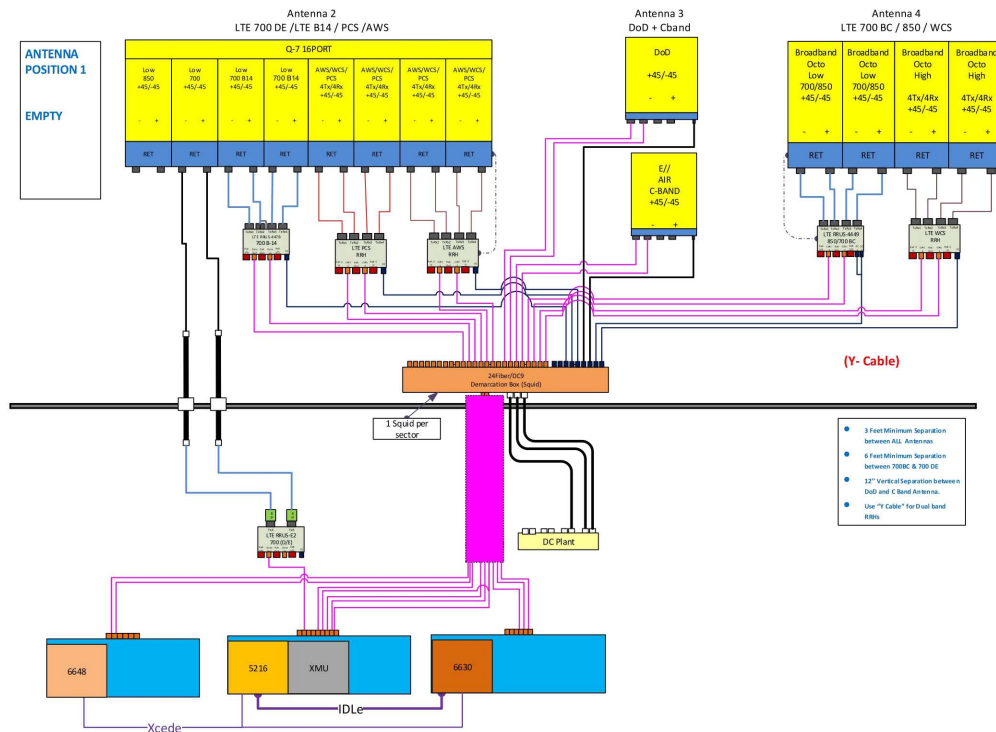 Antenna 2
LTE 700 DE /LTE B14 / PCS /AWS
Antenna 3
DoD + Cband
Antenna 4
LTE 700 BC / 850 / WCS
ANTENNA
POSITION 1
EMPTY
Q-7 16PORT
Low
850
+45/-45
- +
RET
Low
700
+45/-45
- +
RET
Low
700 B14
+45/-45
- +
RET
Low
700 B14
+45/-45
- +
RET
AWS/WCS/
PCS
4Tx/4Rx
+45/-45
- +
RET
AWS/WCS/
PCS
4Tx/4Rx
+45/-45
- +
RET
AWS/WCS/
PCS
4Tx/4Rx
+45/-45
- +
RET
AWS/WCS/
PCS
4Tx/4Rx
+45/-45
- +
RET
DoD
+45/-45
- +
E//
AIR
C-BAND
+45/-45
- +
Broadband
Octo
Low
700/850
+45/-45
- +
RET
Broadband
Octo
Low
700/850
+45/-45
- +
RET
Broadband
Octo
High
4Tx/4Rx
+45/-45
- +
RET
Broadband
Octo
High
4Tx/4Rx
+45/-45
- +
RET
LTE RRUS-4478
700 B-14
LTE PCS
RRH
LTE AWS
RRH
LTE RRUS-4449
850/700 BC
LTE WCS
RRH
(Y- Cable)
24Fiber/DC9
Demarcation Box (Squid)
1 Squid per
sector
3 Feet Minimum Separation
between ALL Antennas
6 Feet Minimum Separation
between 700BC & 700 DE
12" Vertical Separation between
DoD and C Band Antenna.
Use "Y Cable" for Dual band
RRHs
LTE RRUS-E2
700 (D/E)
DC Plant
6648
5216
XMU
6630
IDLe
Xcede